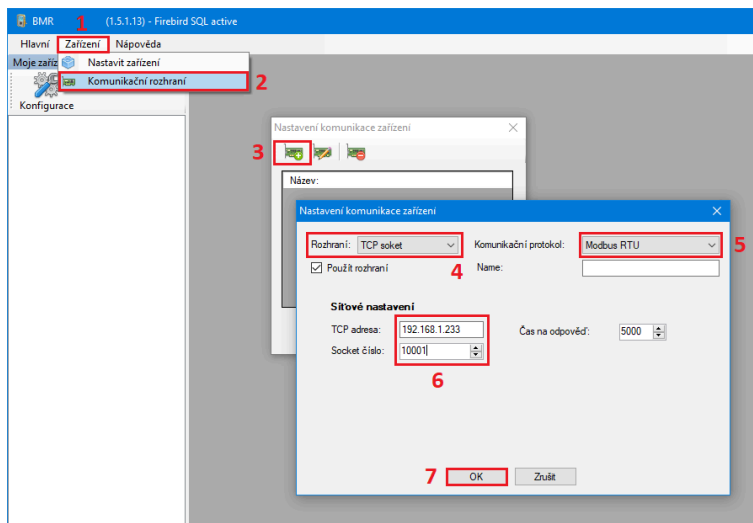 BMR (1.5.1.13) - Firebird SQL active
1
Hlavní Zařízení Nápověda
Moje zaříz
Nastavit zařízení
Komunikační rozhraní
2
Konfigurace
Nastavení komunikace zařízení
3
Název:
Nastavení komunikace zařízení
Rozhraní: TCP soket Komunikační protokol: Modbus RTU
5
Použít rozhraní
4
Name:
Síťové nastavení
TCP adresa: 192.168.1.233 Čas na odpověď: 5000
Socket číslo: 10001
6
7
OK Zrušit